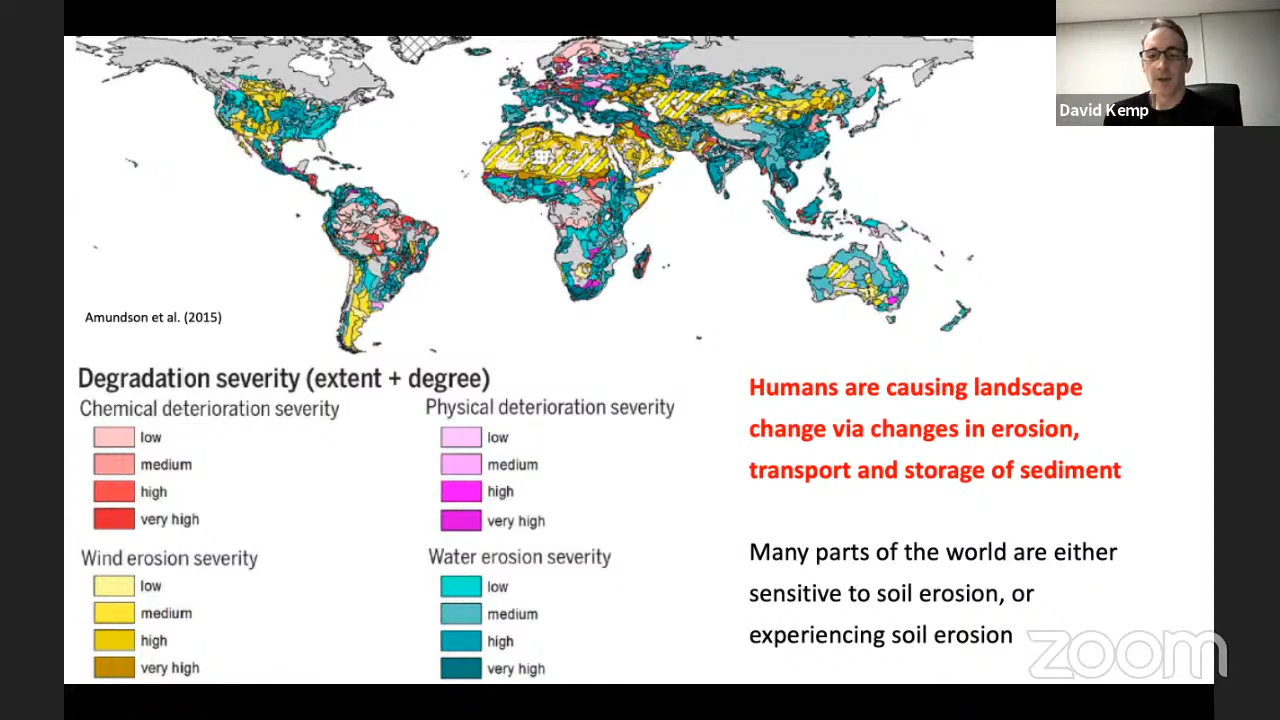 David Kemp
Amundson et al. (2015)
Degradation severity (extent + degree)
Chemical deterioration severity
low
medium
high
very high
Physical deterioration severity
low
medium
high
very high
Wind erosion severity
low
medium
high
very high
Water erosion severity
low
medium
high
very high
Humans are causing landscape
change via changes in erosion,
transport and storage of sediment
Many parts of the world are either
sensitive to soil erosion, or
experiencing soil erosion
zoom